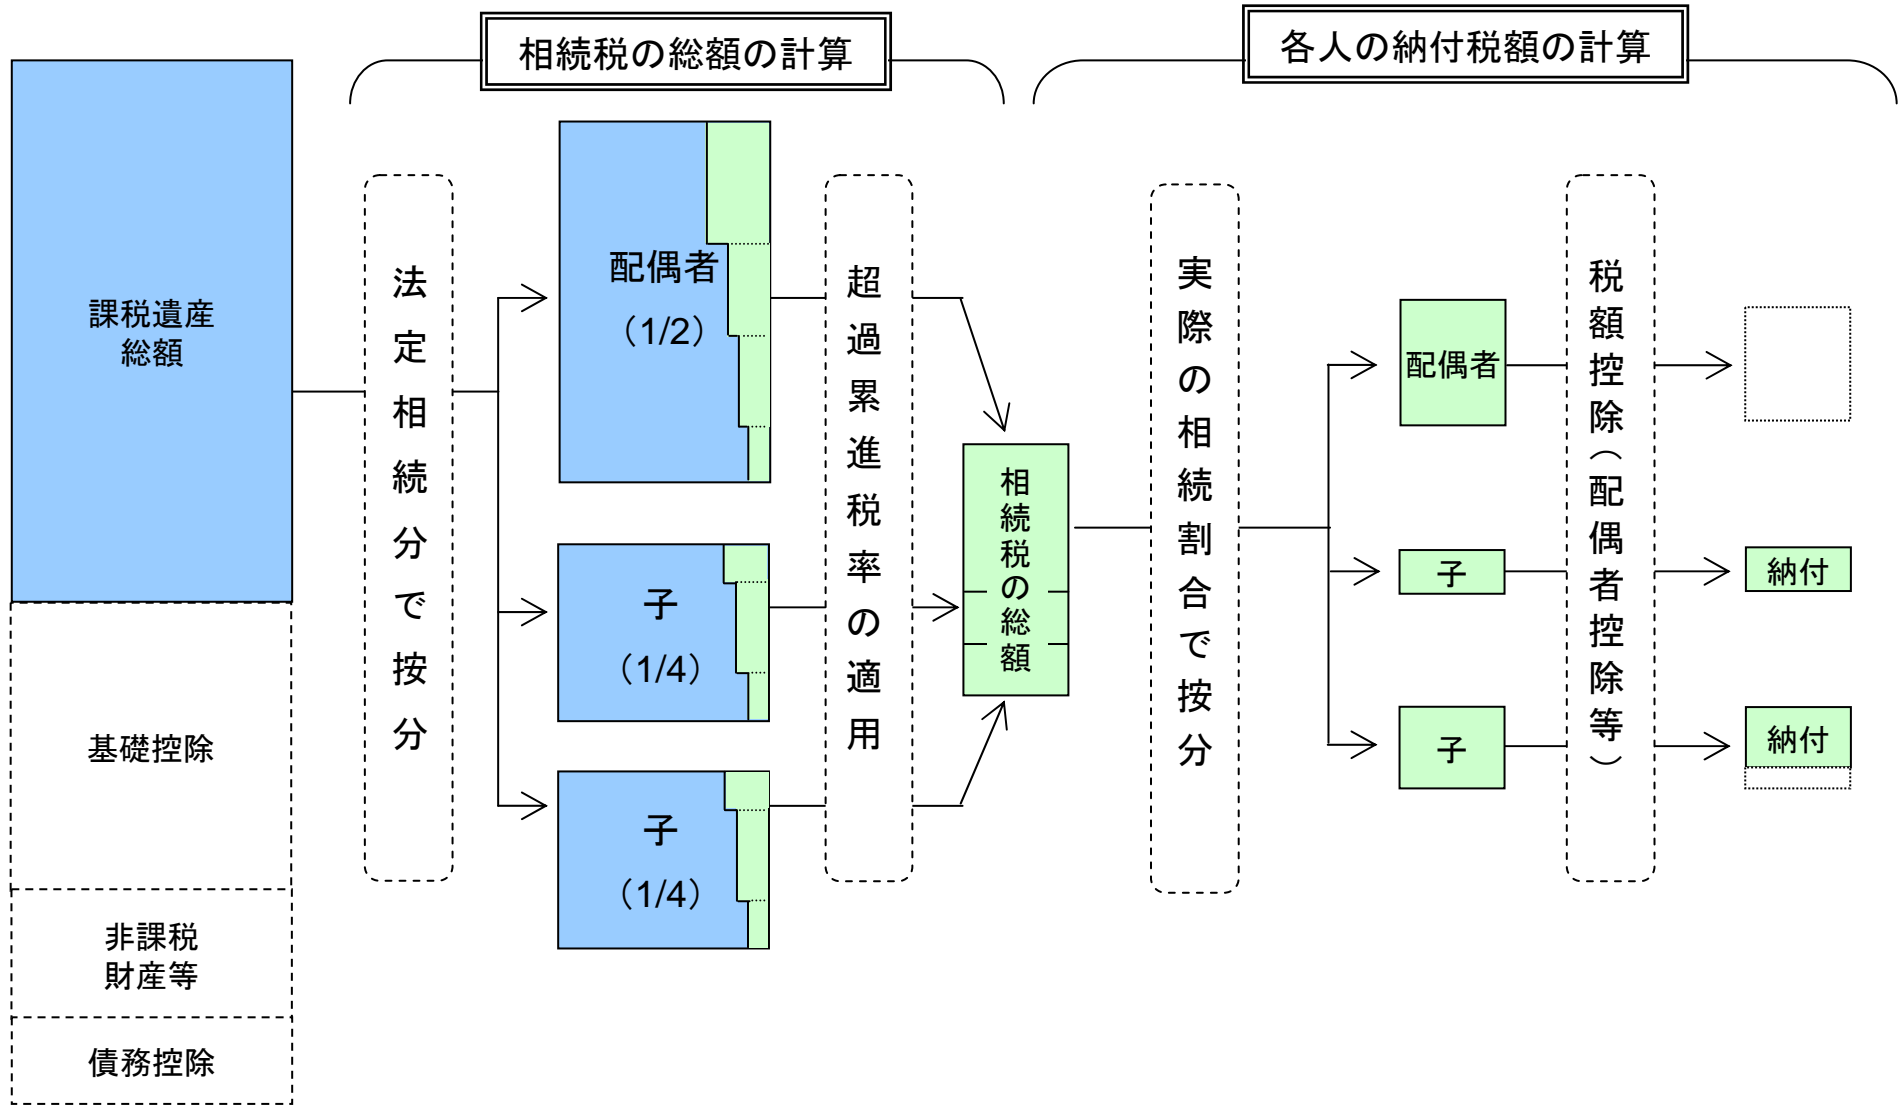 相続税の総額の計算
各人の納付税額の計算
課税遺産
総額
基礎控除
非課税
財産等
債務控除
法定相続分で按分
配偶者
（1/2）
子
（1/4）
子
（1/4）
超過累進税率の適用
相続税の総額
実際の相続割合で按分
配偶者
子
子
税額控除（配偶者控除等）
納付
納付